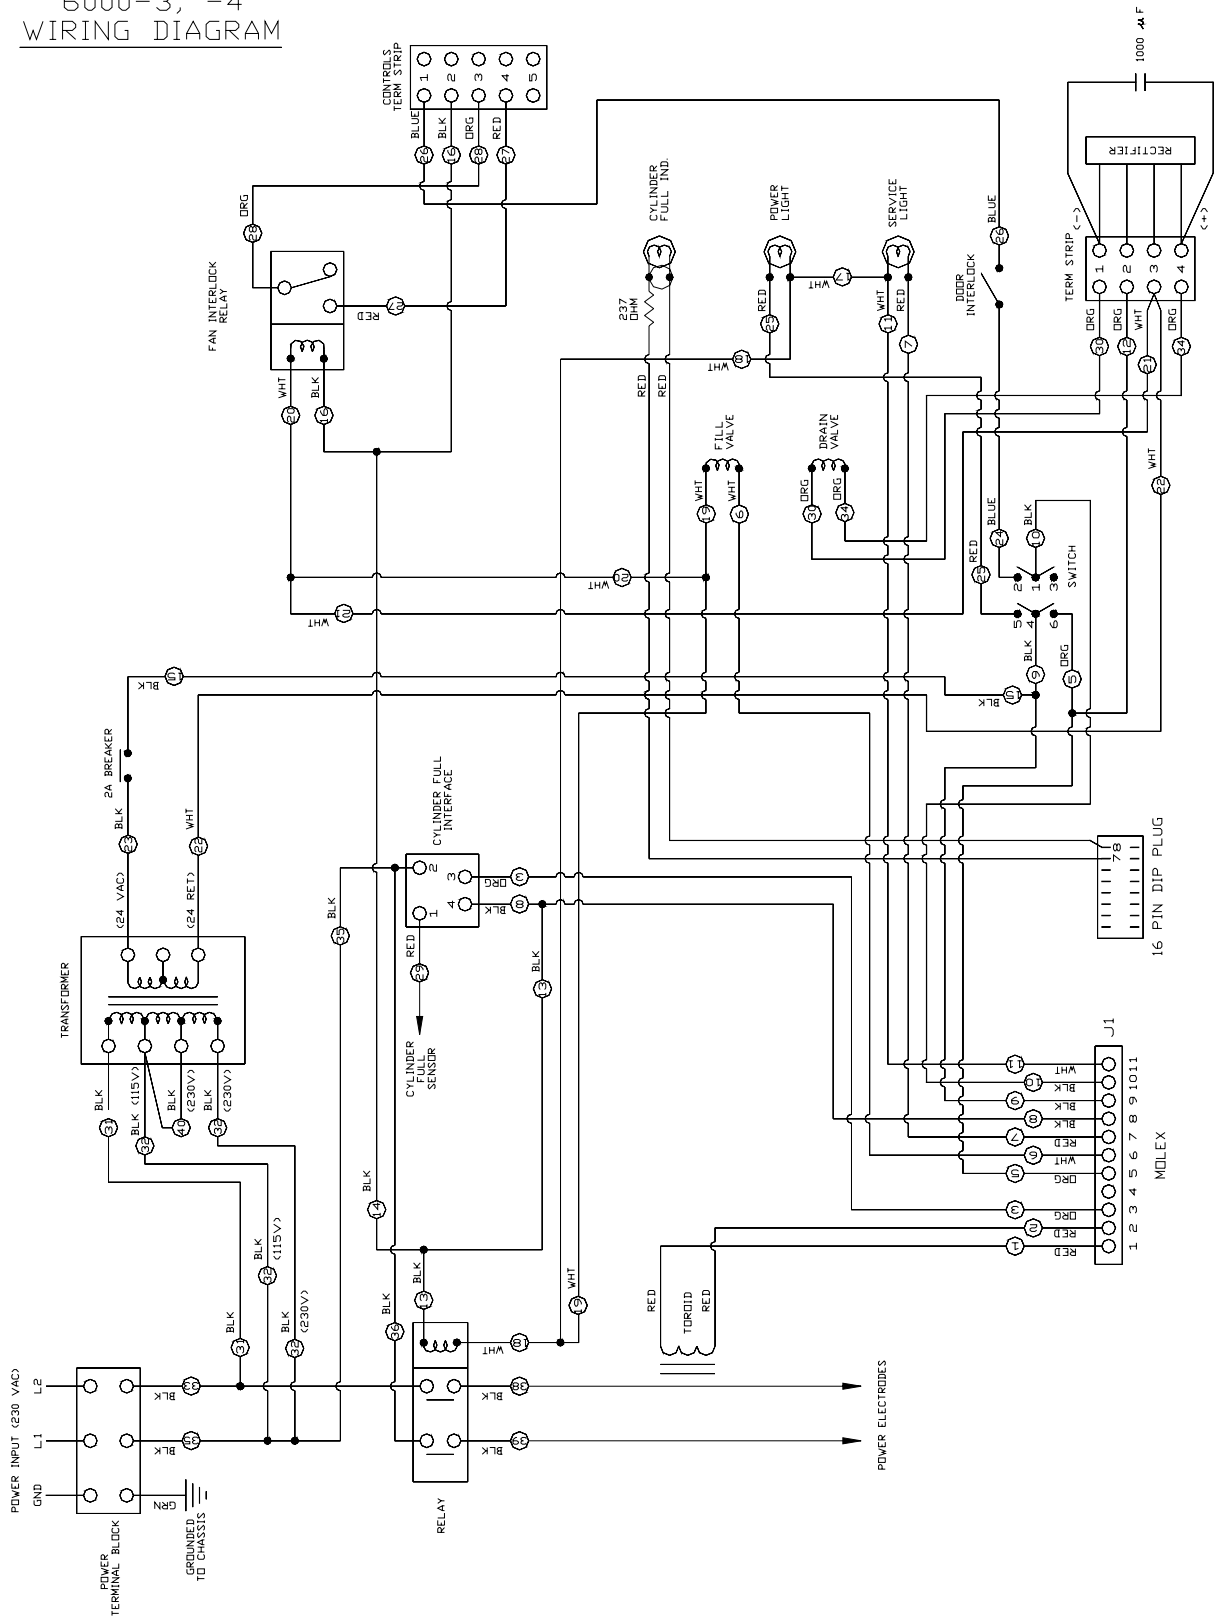 6000-3, -4
WIRING DIAGRAM
CONTROLS
TERM STRIP
1 2 3 4 5
BLUE
26
BLK
16
ORG
28
RED
27
ORG
28
FAN INTERLOCK
RELAY
RED
27
WHT
20
BLK
16
CYLINDER
FULL IND.
237
OHM
RED
RED
POWER
LIGHT
RED
25
WHT
17
WHT
18
SERVICE
LIGHT
WHT
11
RED
7
DOOR
INTERLOCK
BLUE
26
1000 µF
RECTIFIER
(-)
(+)
TERM STRIP
1 2 3 4
ORG
30
ORG
12
WHT
21
ORG
34
WHT
22
FILL
VALVE
WHT
19
WHT
6
DRAIN
VALVE
ORG
30
ORG
34
BLUE
24
BLK
10
RED
25
SWITCH
2 1 3
5 4 6
BLK
9
ORG
5
BLK
15
WHT
20
WHT
21
BLK
15
2A BREAKER
BLK
23
WHT
22
(24 VAC)
(24 RET)
TRANSFORMER
BLK
31
BLK (115V)
32
(230V)
40
BLK
(230V)
32
CYLINDER FULL
INTERFACE
2
3
1
4
ORG
3
BLK
8
RED
29
CYLINDER
FULL
SENSOR
BLK
13
BLK
35
BLK
14
BLK
36
BLK
13
WHT
18
WHT
19
BLK
31
BLK
(115V)
32
BLK
(230V)
32
POWER INPUT (230 VAC)
L2
L1
GND
BLK
33
BLK
35
GRN
GROUNDED
TO CHASSIS
POWER
TERMINAL BLOCK
RELAY
BLK
38
BLK
39
POWER ELECTRODES
TOROID
RED
RED
16 PIN DIP PLUG
78
J1
MOLEX
1 2 3 4 5 6 7 8 9 10 11
WHT
11
BLK
10
BLK
9
BLK
8
RED
7
WHT
6
ORG
5
ORG
3
RED
2
RED
1